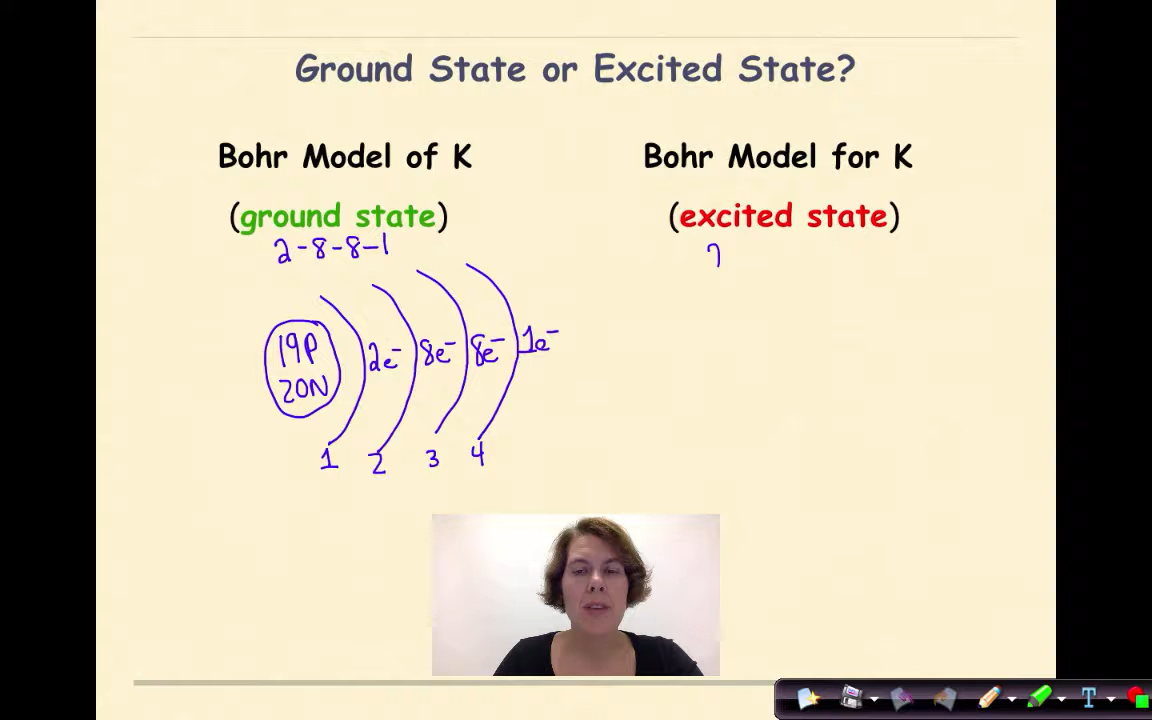 Ground State or Excited State?
Bohr Model of K
(ground state)
2-8-8-1
19P
20N
2e⁻ 8e⁻ 8e⁻ 1e⁻
1 2 3 4
Bohr Model for K
(excited state)
T